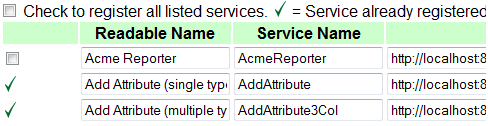 Check to register all listed services. ✓ = Service already registered
Readable Name Service Name
Acme Reporter AcmeReporter http://localhost:8
Add Attribute (single type AddAttribute http://localhost:8
Add Attribute (multiple ty AddAttribute3Col http://localhost:8